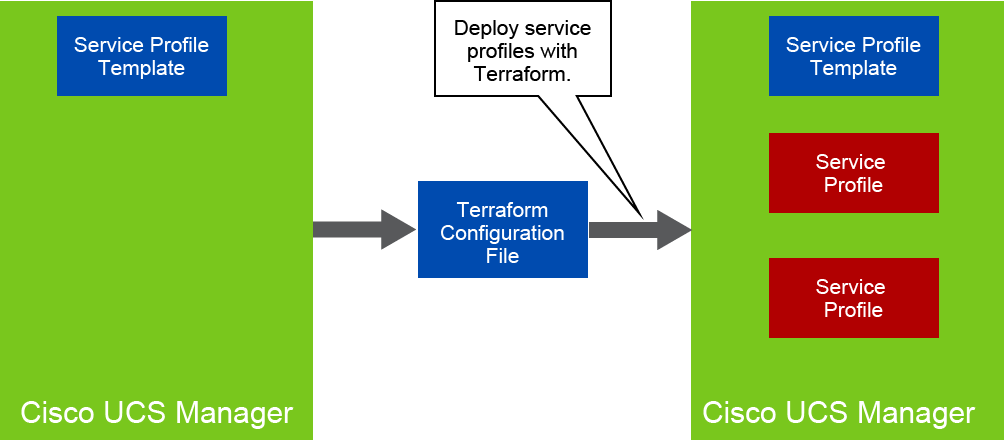 Service Profile
Template
Cisco UCS Manager
Deploy service
profiles with
Terraform.
Terraform
Configuration
File
Service Profile
Template
Service
Profile
Service
Profile
Cisco UCS Manager